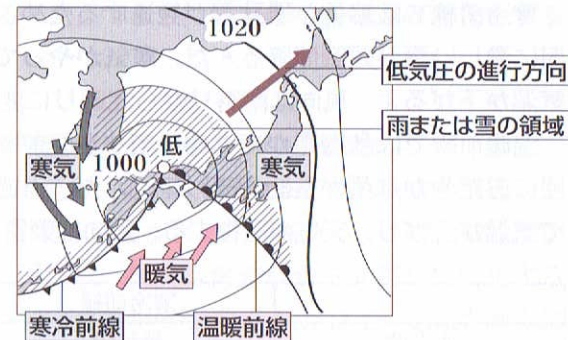 1020
低気圧の進行方向
雨または雪の領域
寒気
1000
低
寒気
暖気
寒冷前線
温暖前線